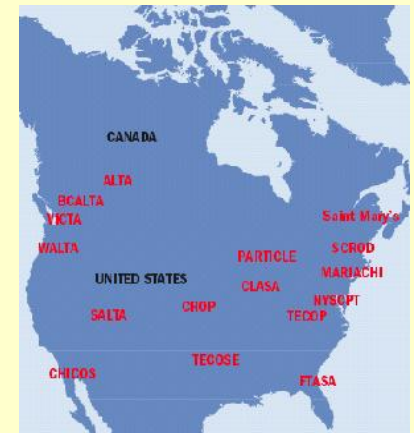 CANADA
ALTA
BCALTA
VICTA
Saint Mary's
WALTA
SCROD
PARTICLE
MARIACHI
UNITED STATES
CLASA
NYSCPT
CHOP
SALTA
TECOP
TECOSE
CHICOS
FTASA